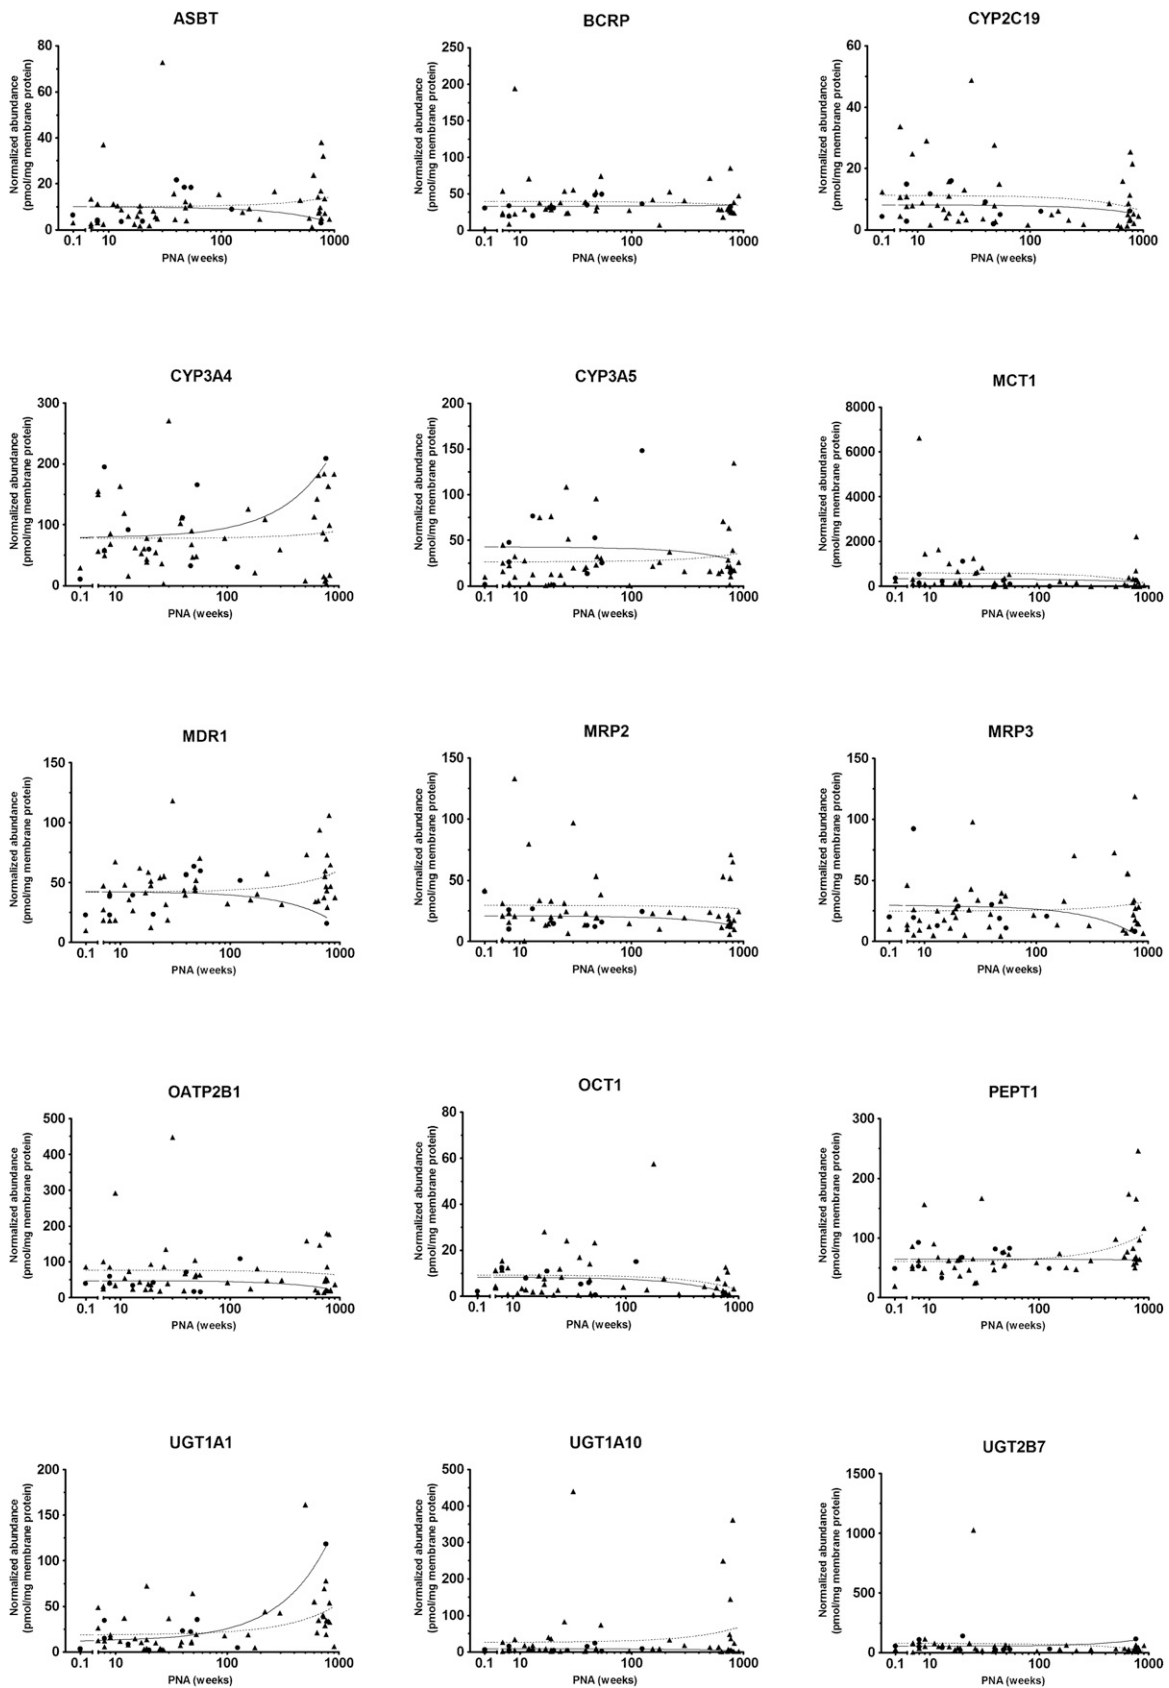 ASBT
Normalized abundance
(pmol/mg membrane protein)
80
60
40
20
0
0.1 10 100 1000
PNA (weeks)
BCRP
Normalized abundance
(pmol/mg membrane protein)
250
200
150
100
50
0
0.1 10 100 1000
PNA (weeks)
CYP2C19
Normalized abundance
(pmol/mg membrane protein)
60
40
20
0
0.1 10 100 1000
PNA (weeks)
CYP3A4
Normalized abundance
(pmol/mg membrane protein)
300
200
100
0
0.1 10 100 1000
PNA (weeks)
CYP3A5
Normalized abundance
(pmol/mg membrane protein)
200
150
100
50
0
0.1 10 100 1000
PNA (weeks)
MCT1
Normalized abundance
(pmol/mg membrane protein)
8000
6000
4000
2000
0
0.1 10 100 1000
PNA (weeks)
MDR1
Normalized abundance
(pmol/mg membrane protein)
150
100
50
0
0.1 10 100 1000
PNA (weeks)
MRP2
Normalized abundance
(pmol/mg membrane protein)
150
100
50
0
0.1 10 100 1000
PNA (weeks)
MRP3
Normalized abundance
(pmol/mg membrane protein)
150
100
50
0
0.1 10 100 1000
PNA (weeks)
OATP2B1
Normalized abundance
(pmol/mg membrane protein)
500
400
300
200
100
0
0.1 10 100 1000
PNA (weeks)
OCT1
Normalized abundance
(pmol/mg membrane protein)
80
60
40
20
0
0.1 10 100 1000
PNA (weeks)
PEPT1
Normalized abundance
(pmol/mg membrane protein)
300
200
100
0
0.1 10 100 1000
PNA (weeks)
UGT1A1
Normalized abundance
(pmol/mg membrane protein)
200
150
100
50
0
0.1 10 100 1000
PNA (weeks)
UGT1A10
Normalized abundance
(pmol/mg membrane protein)
500
400
300
200
100
0
0.1 10 100 1000
PNA (weeks)
UGT2B7
Normalized abundance
(pmol/mg membrane protein)
1500
1000
500
0
0.1 10 100 1000
PNA (weeks)